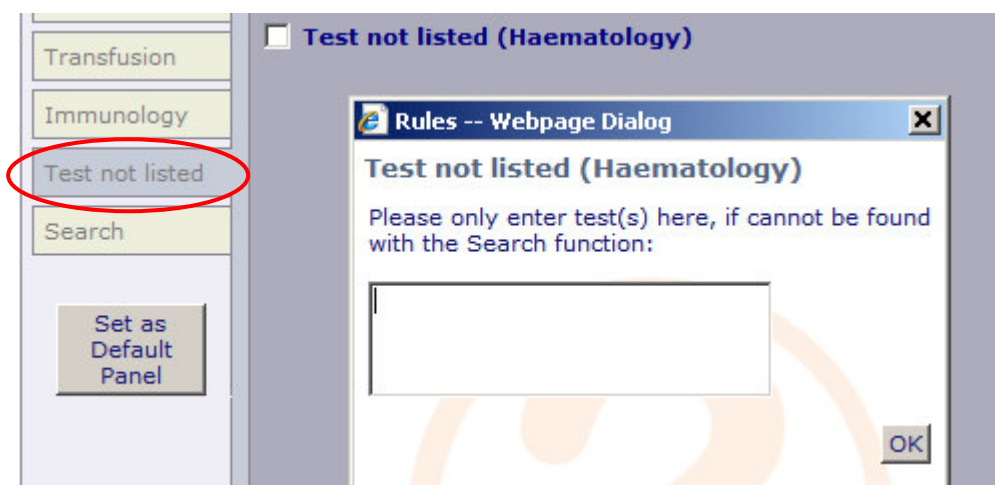 Transfusion
Immunology
Test not listed
Search
Set as
Default
Panel
Test not listed (Haematology)
Rules -- Webpage Dialog
Test not listed (Haematology)
Please only enter test(s) here, if cannot be found
with the Search function:
OK